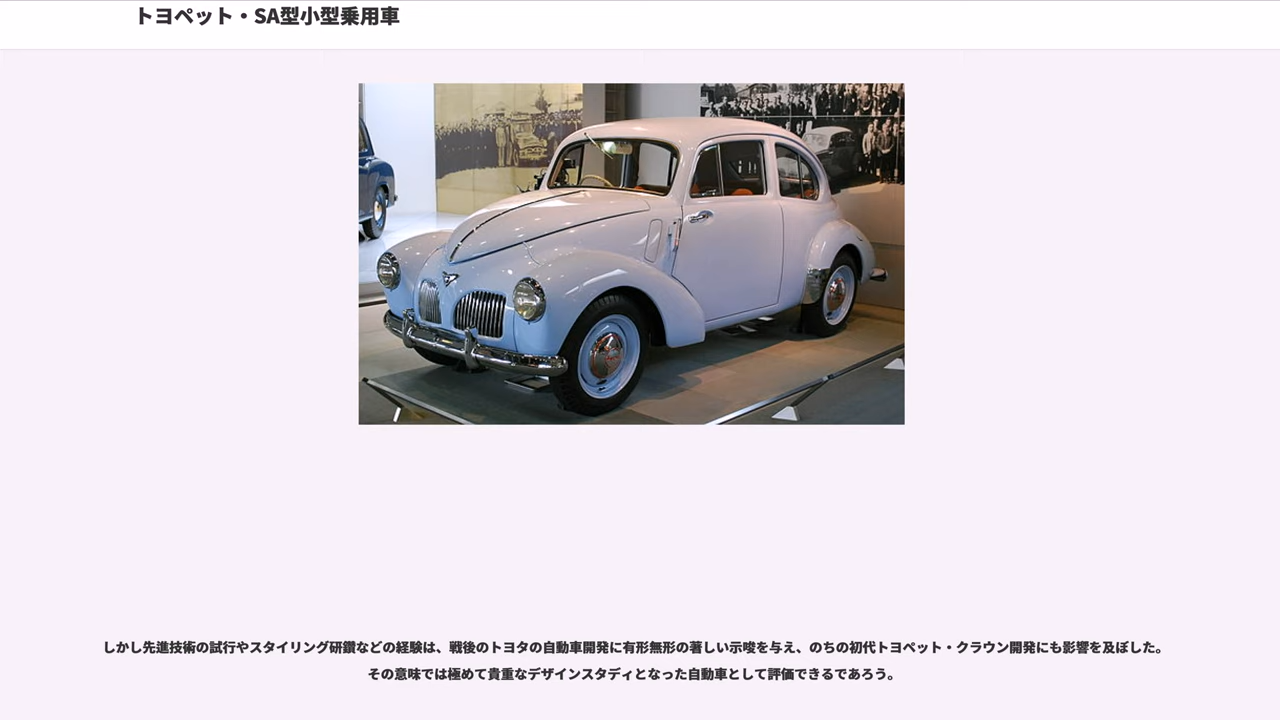 トヨペット・SA型小型乗用車
しかし先進技術の試行やスタイリング研鑽などの経験は、戦後のトヨタの自動車開発に有形無形の著しい示唆を与え、のちの初代トヨペット・クラウン開発にも影響を及ぼした。
その意味では極めて貴重なデザインスタディとなった自動車として評価できるであろう。